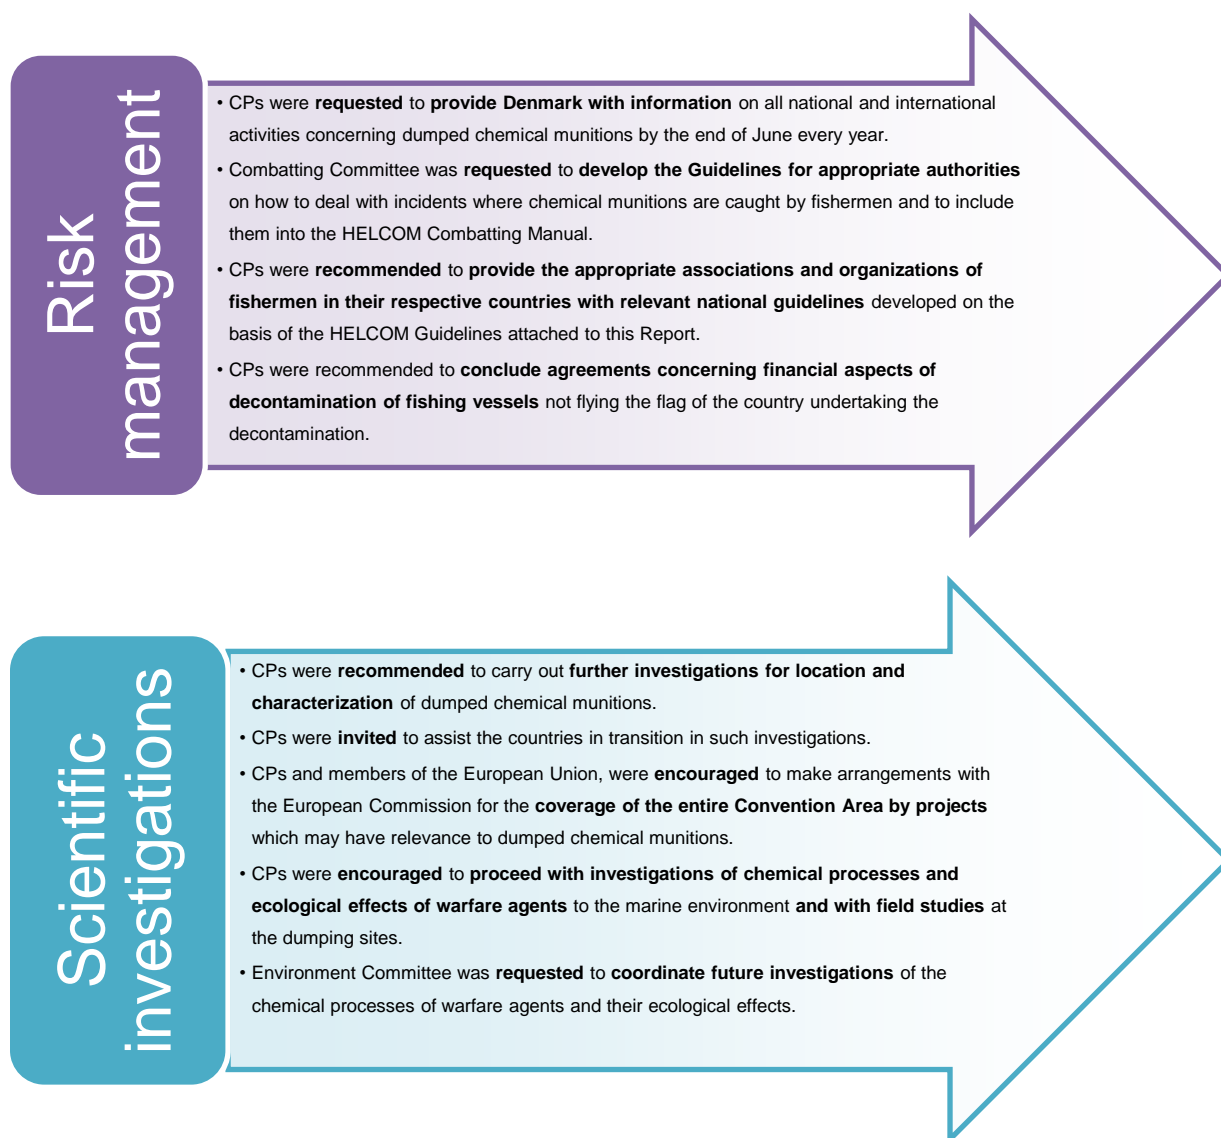 Risk
management
• CPs were requested to provide Denmark with information on all national and international
activities concerning dumped chemical munitions by the end of June every year.
• Combatting Committee was requested to develop the Guidelines for appropriate authorities
on how to deal with incidents where chemical munitions are caught by fishermen and to include
them into the HELCOM Combatting Manual.
• CPs were recommended to provide the appropriate associations and organizations of
fishermen in their respective countries with relevant national guidelines developed on the
basis of the HELCOM Guidelines attached to this Report.
• CPs were recommended to conclude agreements concerning financial aspects of
decontamination of fishing vessels not flying the flag of the country undertaking the
decontamination.
Scientific
investigations
• CPs were recommended to carry out further investigations for location and
characterization of dumped chemical munitions.
• CPs were invited to assist the countries in transition in such investigations.
• CPs and members of the European Union, were encouraged to make arrangements with
the European Commission for the coverage of the entire Convention Area by projects
which may have relevance to dumped chemical munitions.
• CPs were encouraged to proceed with investigations of chemical processes and
ecological effects of warfare agents to the marine environment and with field studies at
the dumping sites.
• Environment Committee was requested to coordinate future investigations of the
chemical processes of warfare agents and their ecological effects.